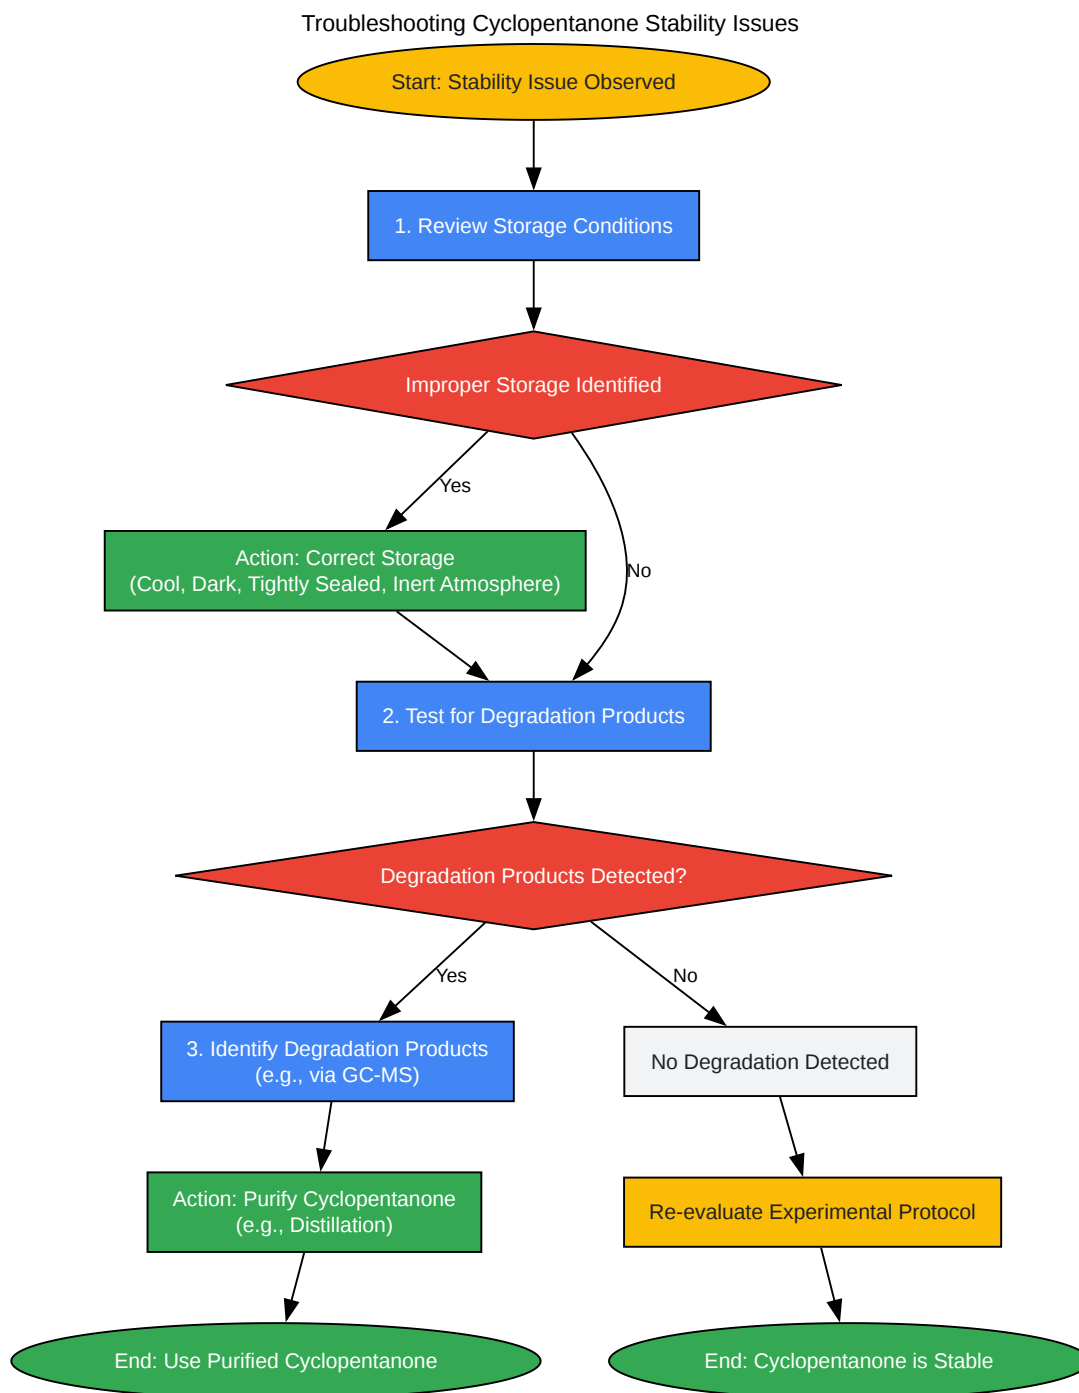 Troubleshooting Cyclopentanone Stability Issues
Start: Stability Issue Observed
1. Review Storage Conditions
Improper Storage Identified
Yes
Action: Correct Storage
(Cool, Dark, Tightly Sealed, Inert Atmosphere)
No
2. Test for Degradation Products
Degradation Products Detected?
Yes
No
3. Identify Degradation Products
(e.g., via GC-MS)
No Degradation Detected
Action: Purify Cyclopentanone
(e.g., Distillation)
Re-evaluate Experimental Protocol
End: Use Purified Cyclopentanone
End: Cyclopentanone is Stable